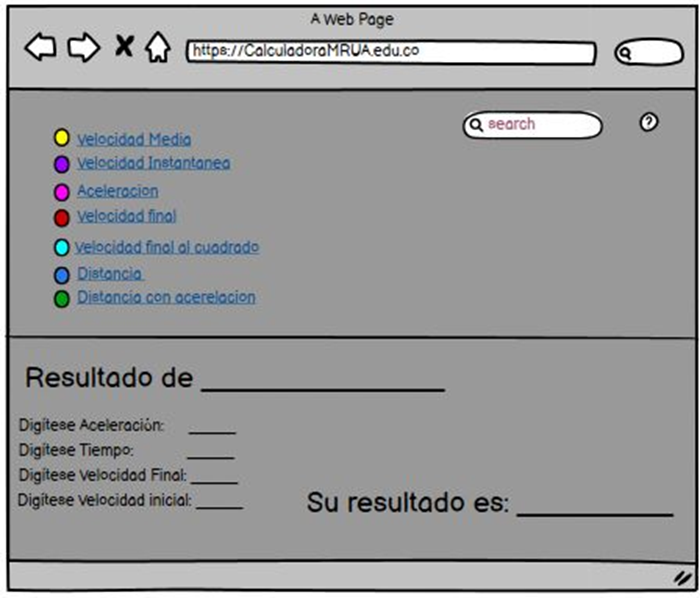 A Web Page
https://CalculadoraMRUA.edu.co
search
?
Velocidad Media
Velocidad Instantanea
Aceleracion
Velocidad final
Velocidad final al cuadrado
Distancia
Distancia con acerelacion
Resultado de
Digítese Aceleración:
Digítese Tiempo:
Digítese Velocidad Final:
Digítese Velocidad inicial:
Su resultado es: